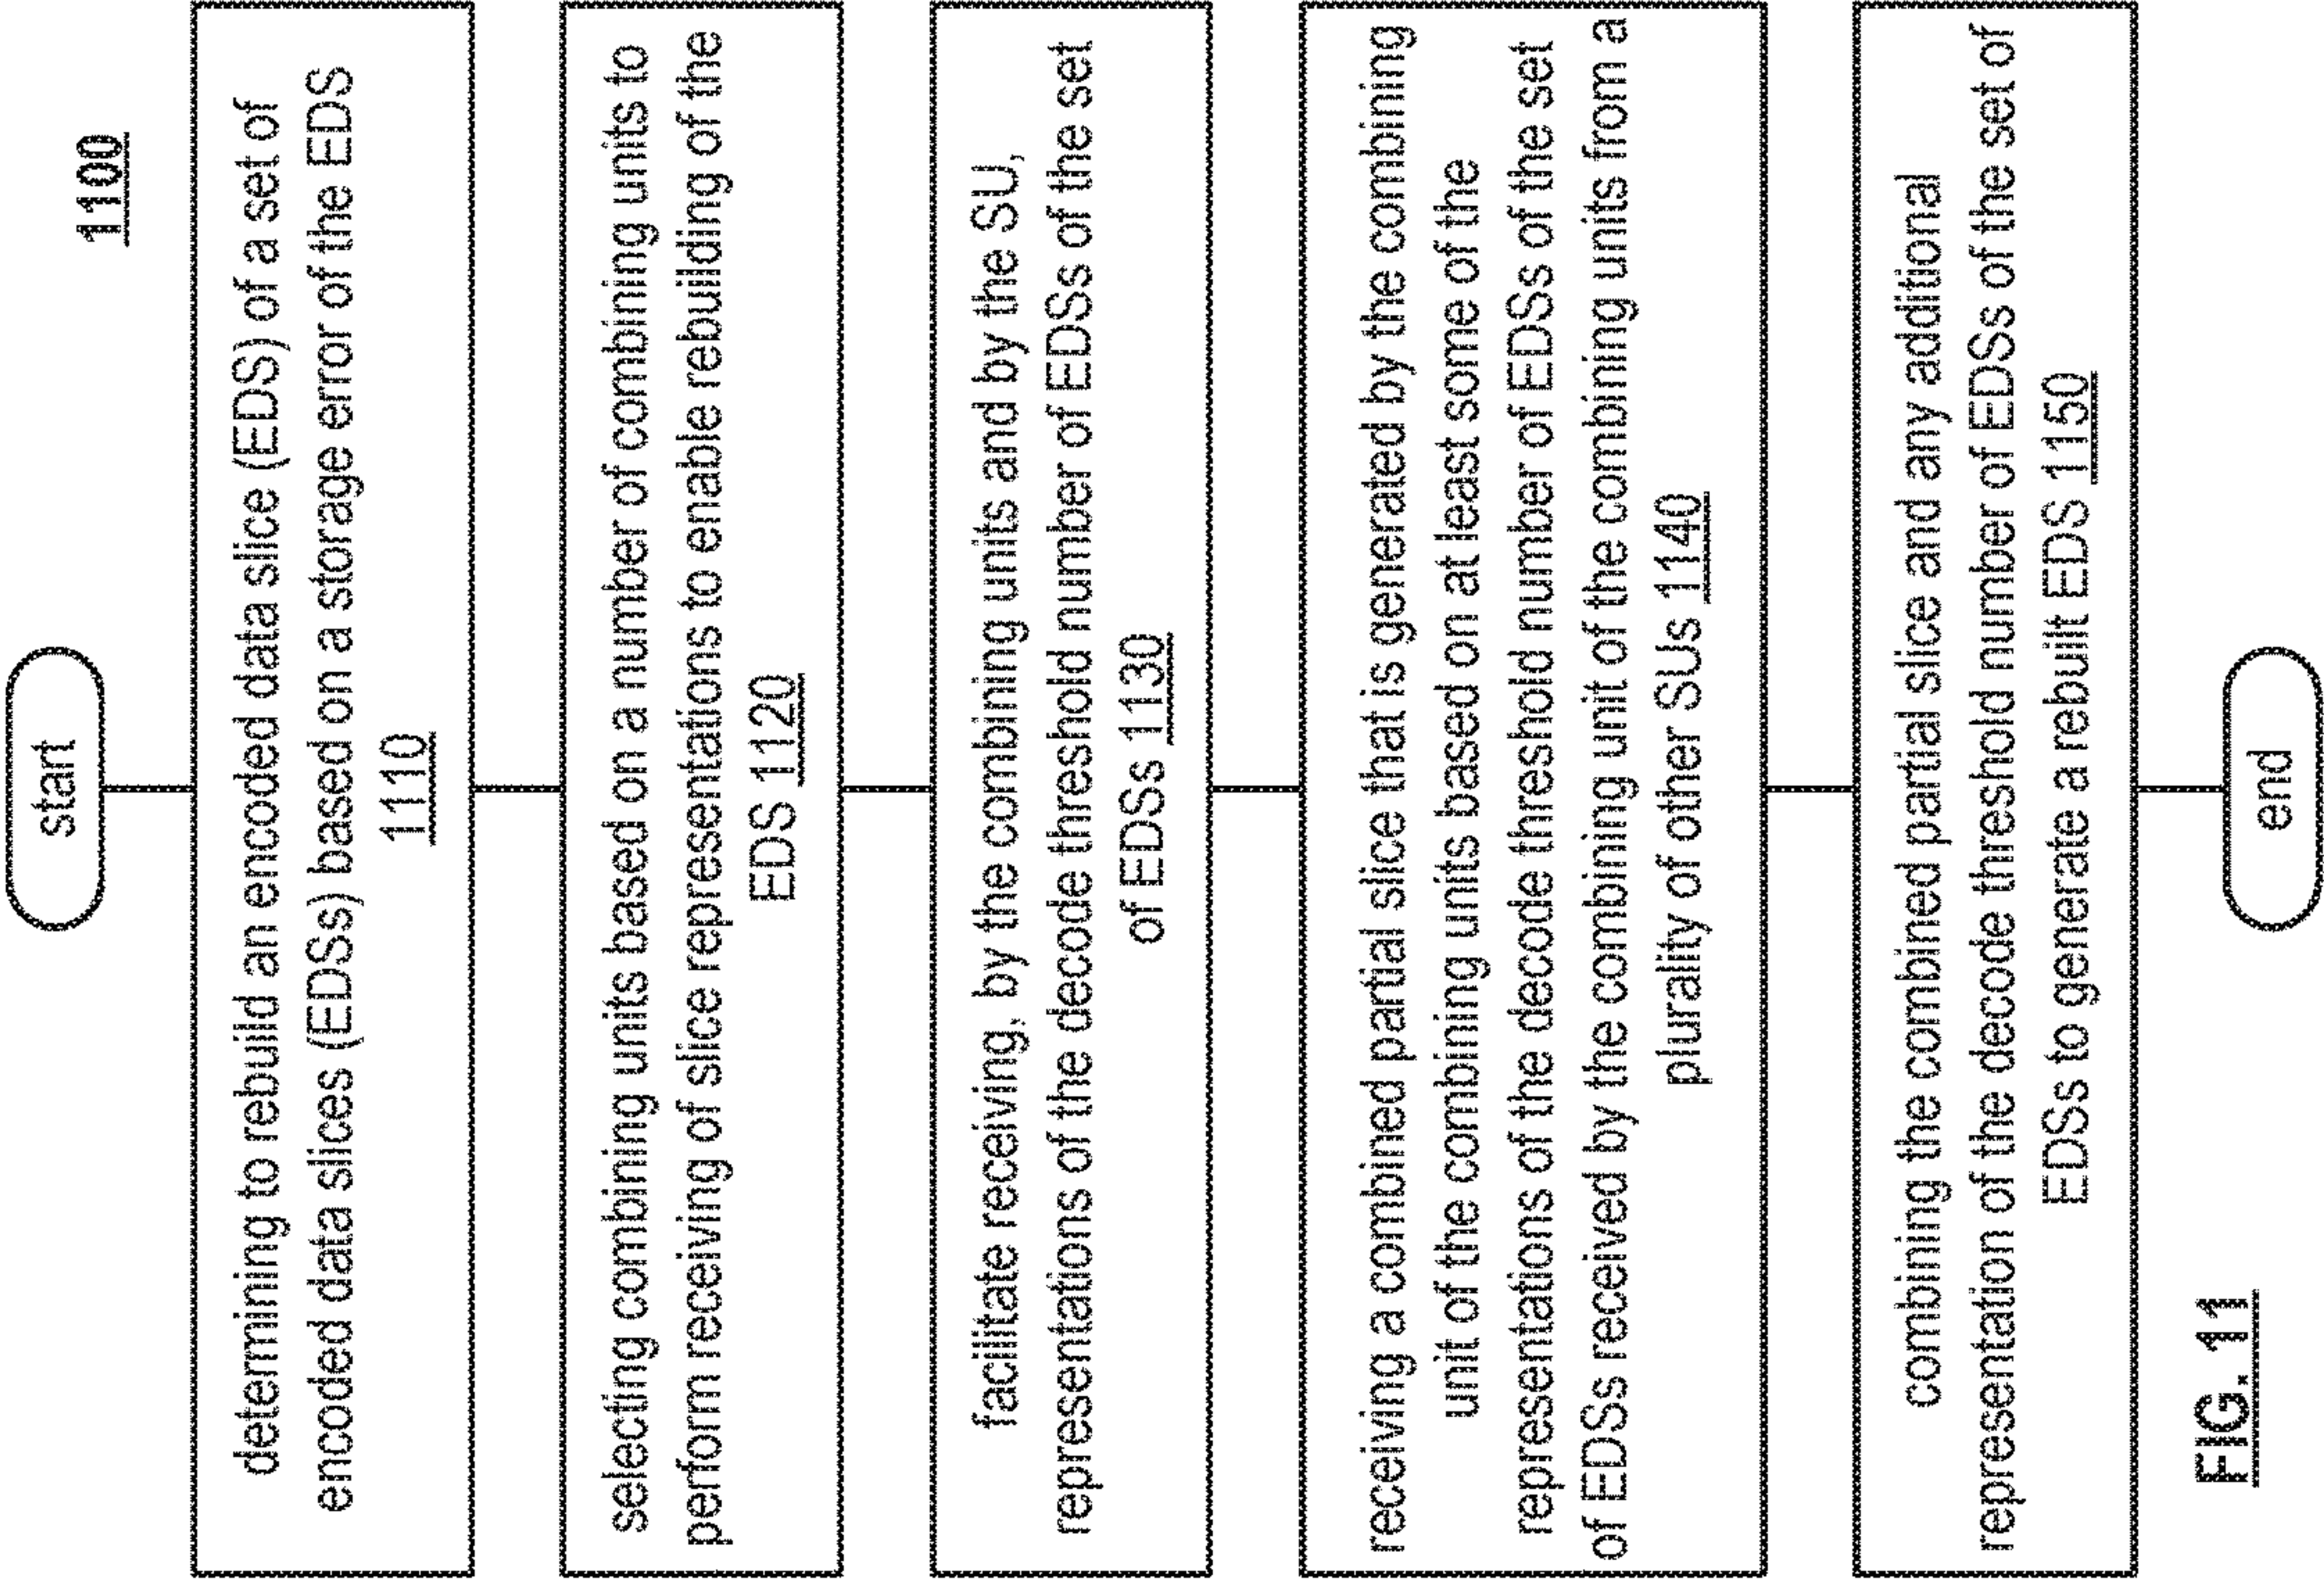 1100
start
determining to rebuild an encoded data slice (EDS) of a set of
encoded data slices (EDSs) based on a storage error of the EDS
1110
selecting combining units based on a number of combining units to
perform receiving of slice representations to enable rebuilding of the
EDS 1120
facilitate receiving, by the combining units and by the SU,
representations of the decode threshold number of EDSs of the set
of EDSs 1130
receiving a combined partial slice that is generated by the combining
unit of the combining units based on at least some of the
representations of the decode threshold number of EDSs of the set
of EDSs received by the combining unit of the combining units from a
plurality of other SUs 1140
combining the combined partial slice and any additional
representation of the decode threshold number of EDSs of the set of
EDSs to generate a rebuilt EDS 1150
end
FIG. 11